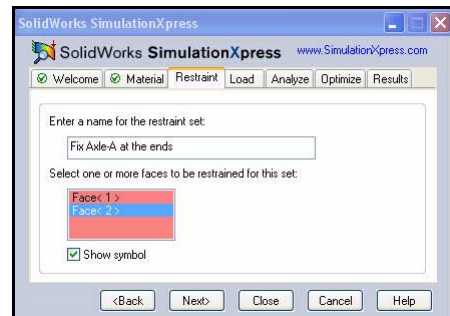 SolidWorks SimulationXpress
SolidWorks SimulationXpress www.SimulationXpress.com
Welcome Material Restraint Load Analyze Optimize Results
Enter a name for the restraint set:
Fix Axle-A at the ends
Select one or more faces to be restrained for this set:
Face< 1 >
Face< 2 >
Show symbol
<Back Next> Close Cancel Help